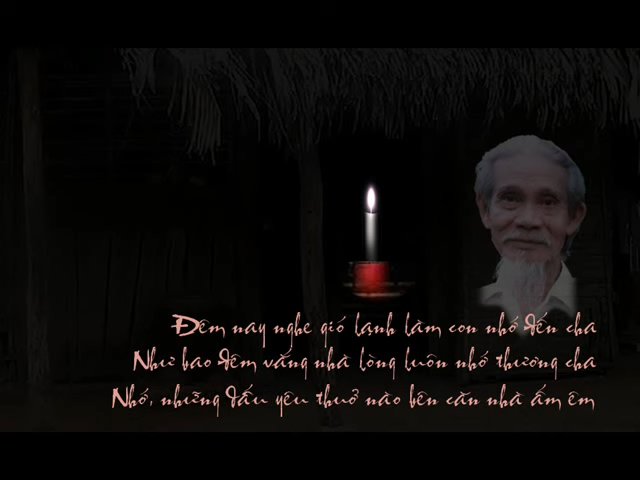 Đêm nay nghe gió lạnh làm con nhớ đến cha
Như bao đêm vắng nhà lòng luôn nhớ thương cha
Nhớ, những dấu yêu thuở nào bên căn nhà ấm êm